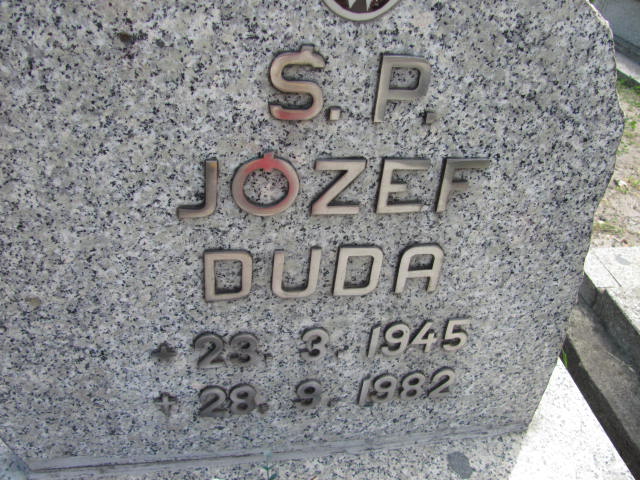 Ś. P.
JÓZEF
DUDA
+ 23. 3. 1945
+ 28. 9. 1982